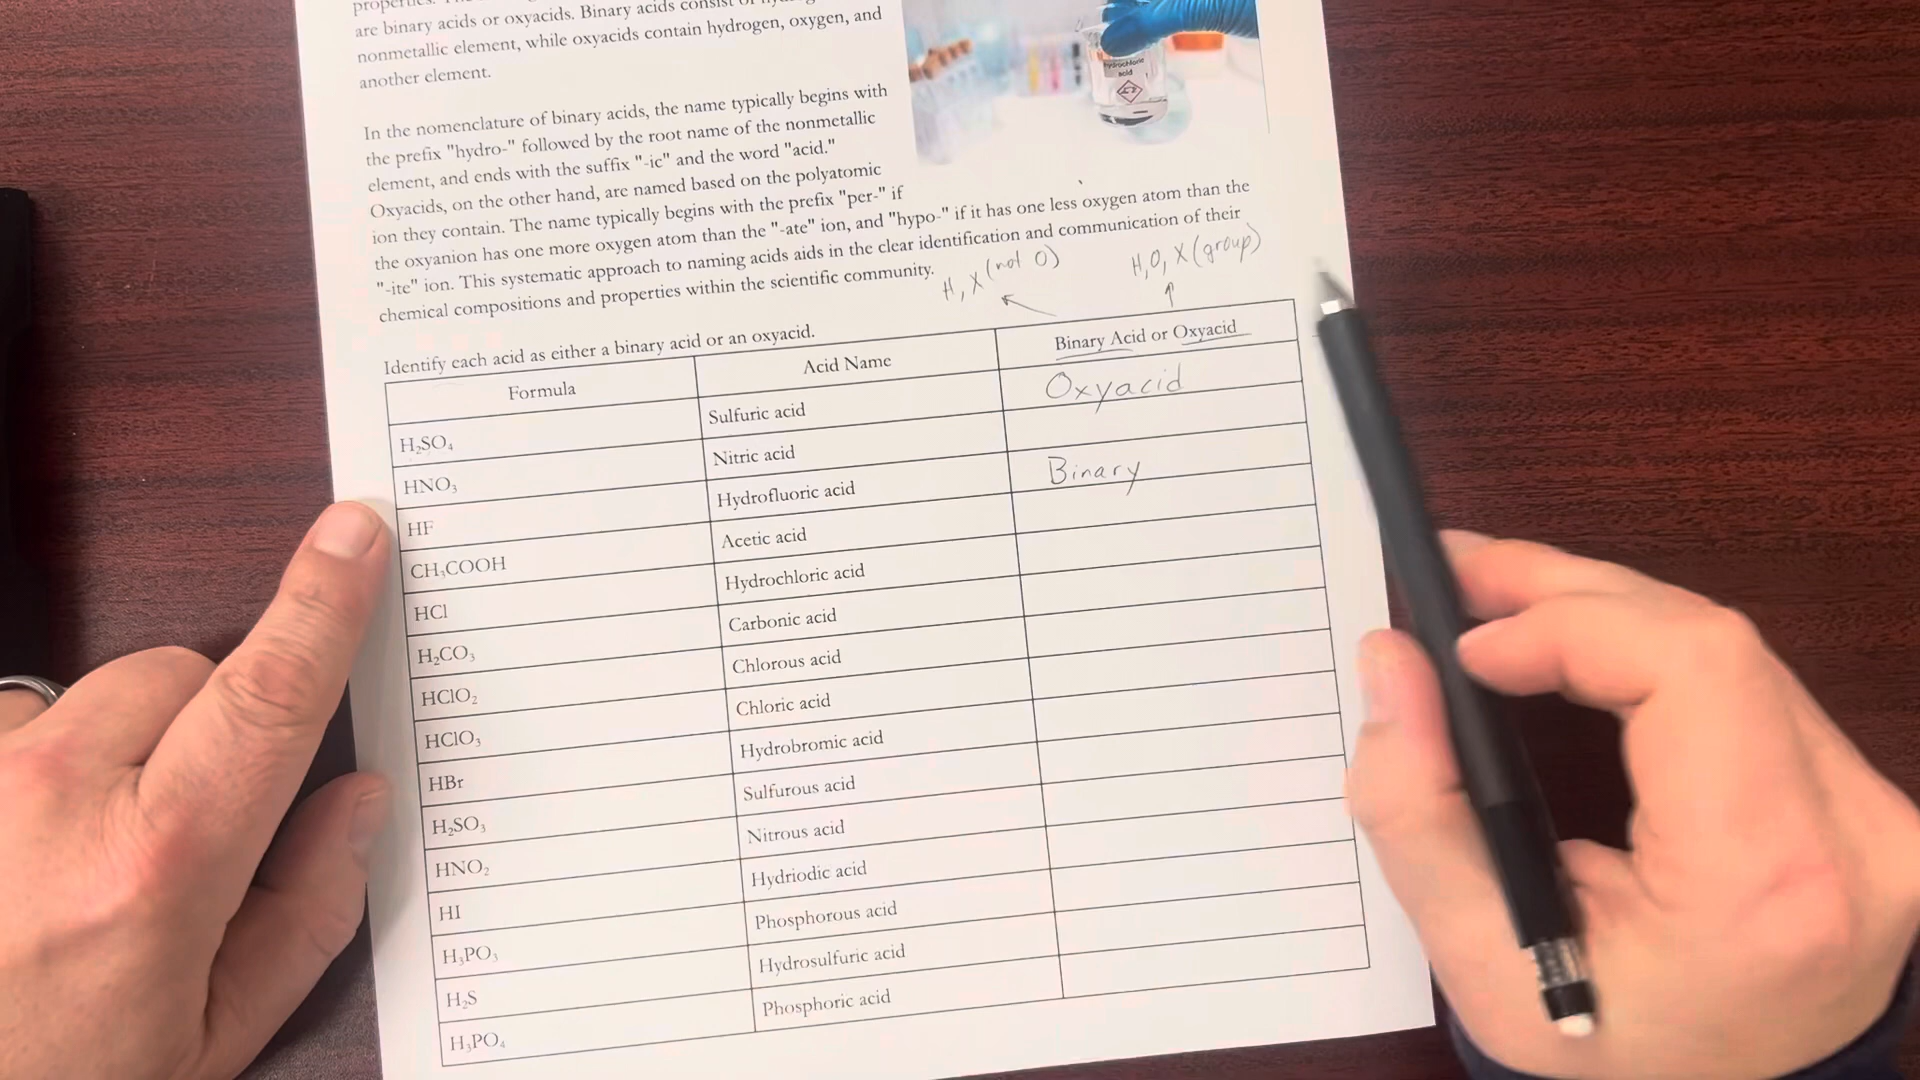 are binary acids or oxyacids. Binary acids consist of
nonmetallic element, while oxyacids contain hydrogen, oxygen, and
another element.
In the nomenclature of binary acids, the name typically begins with
the prefix "hydro-" followed by the root name of the nonmetallic
element, and ends with the suffix "-ic" and the word "acid."
Oxyacids, on the other hand, are named based on the polyatomic
ion they contain. The name typically begins with the prefix "per-" if
the oxyanion has one more oxygen atom than the "-ate" ion, and "hypo-" if it has one less oxygen atom than the
"-ite" ion. This systematic approach to naming acids aids in the clear identification and communication of their
chemical compositions and properties within the scientific community.
hydrochloric
acid
H, X (not O)
H, O, X (group)
Identify each acid as either a binary acid or an oxyacid.
Formula Acid Name Binary Acid or Oxyacid
H₂SO₄ Sulfuric acid Oxyacid
HNO₃ Nitric acid
HF Hydrofluoric acid Binary
CH₃COOH Acetic acid
HCl Hydrochloric acid
H₂CO₃ Carbonic acid
HClO₂ Chlorous acid
HClO₃ Chloric acid
HBr Hydrobromic acid
H₂SO₃ Sulfurous acid
HNO₂ Nitrous acid
HI Hydriodic acid
H₃PO₃ Phosphorous acid
H₂S Hydrosulfuric acid
H₃PO₄ Phosphoric acid